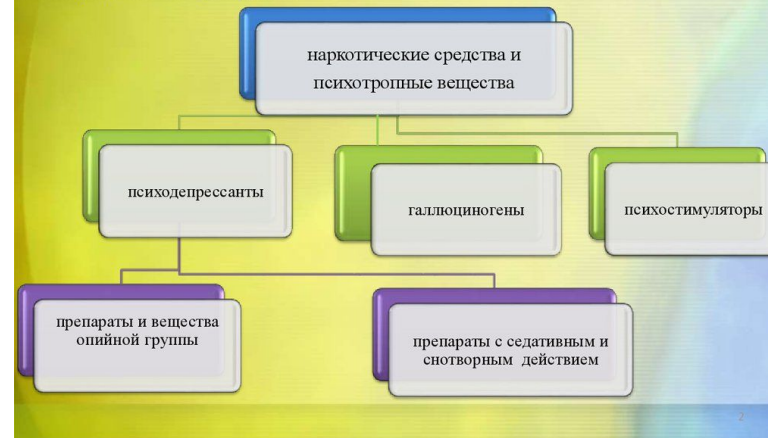 наркотические средства и
психотропные вещества
психодепрессанты
галлюциногены
психостимуляторы
препараты и вещества
опийной группы
препараты с седативным и
снотворным действием
2